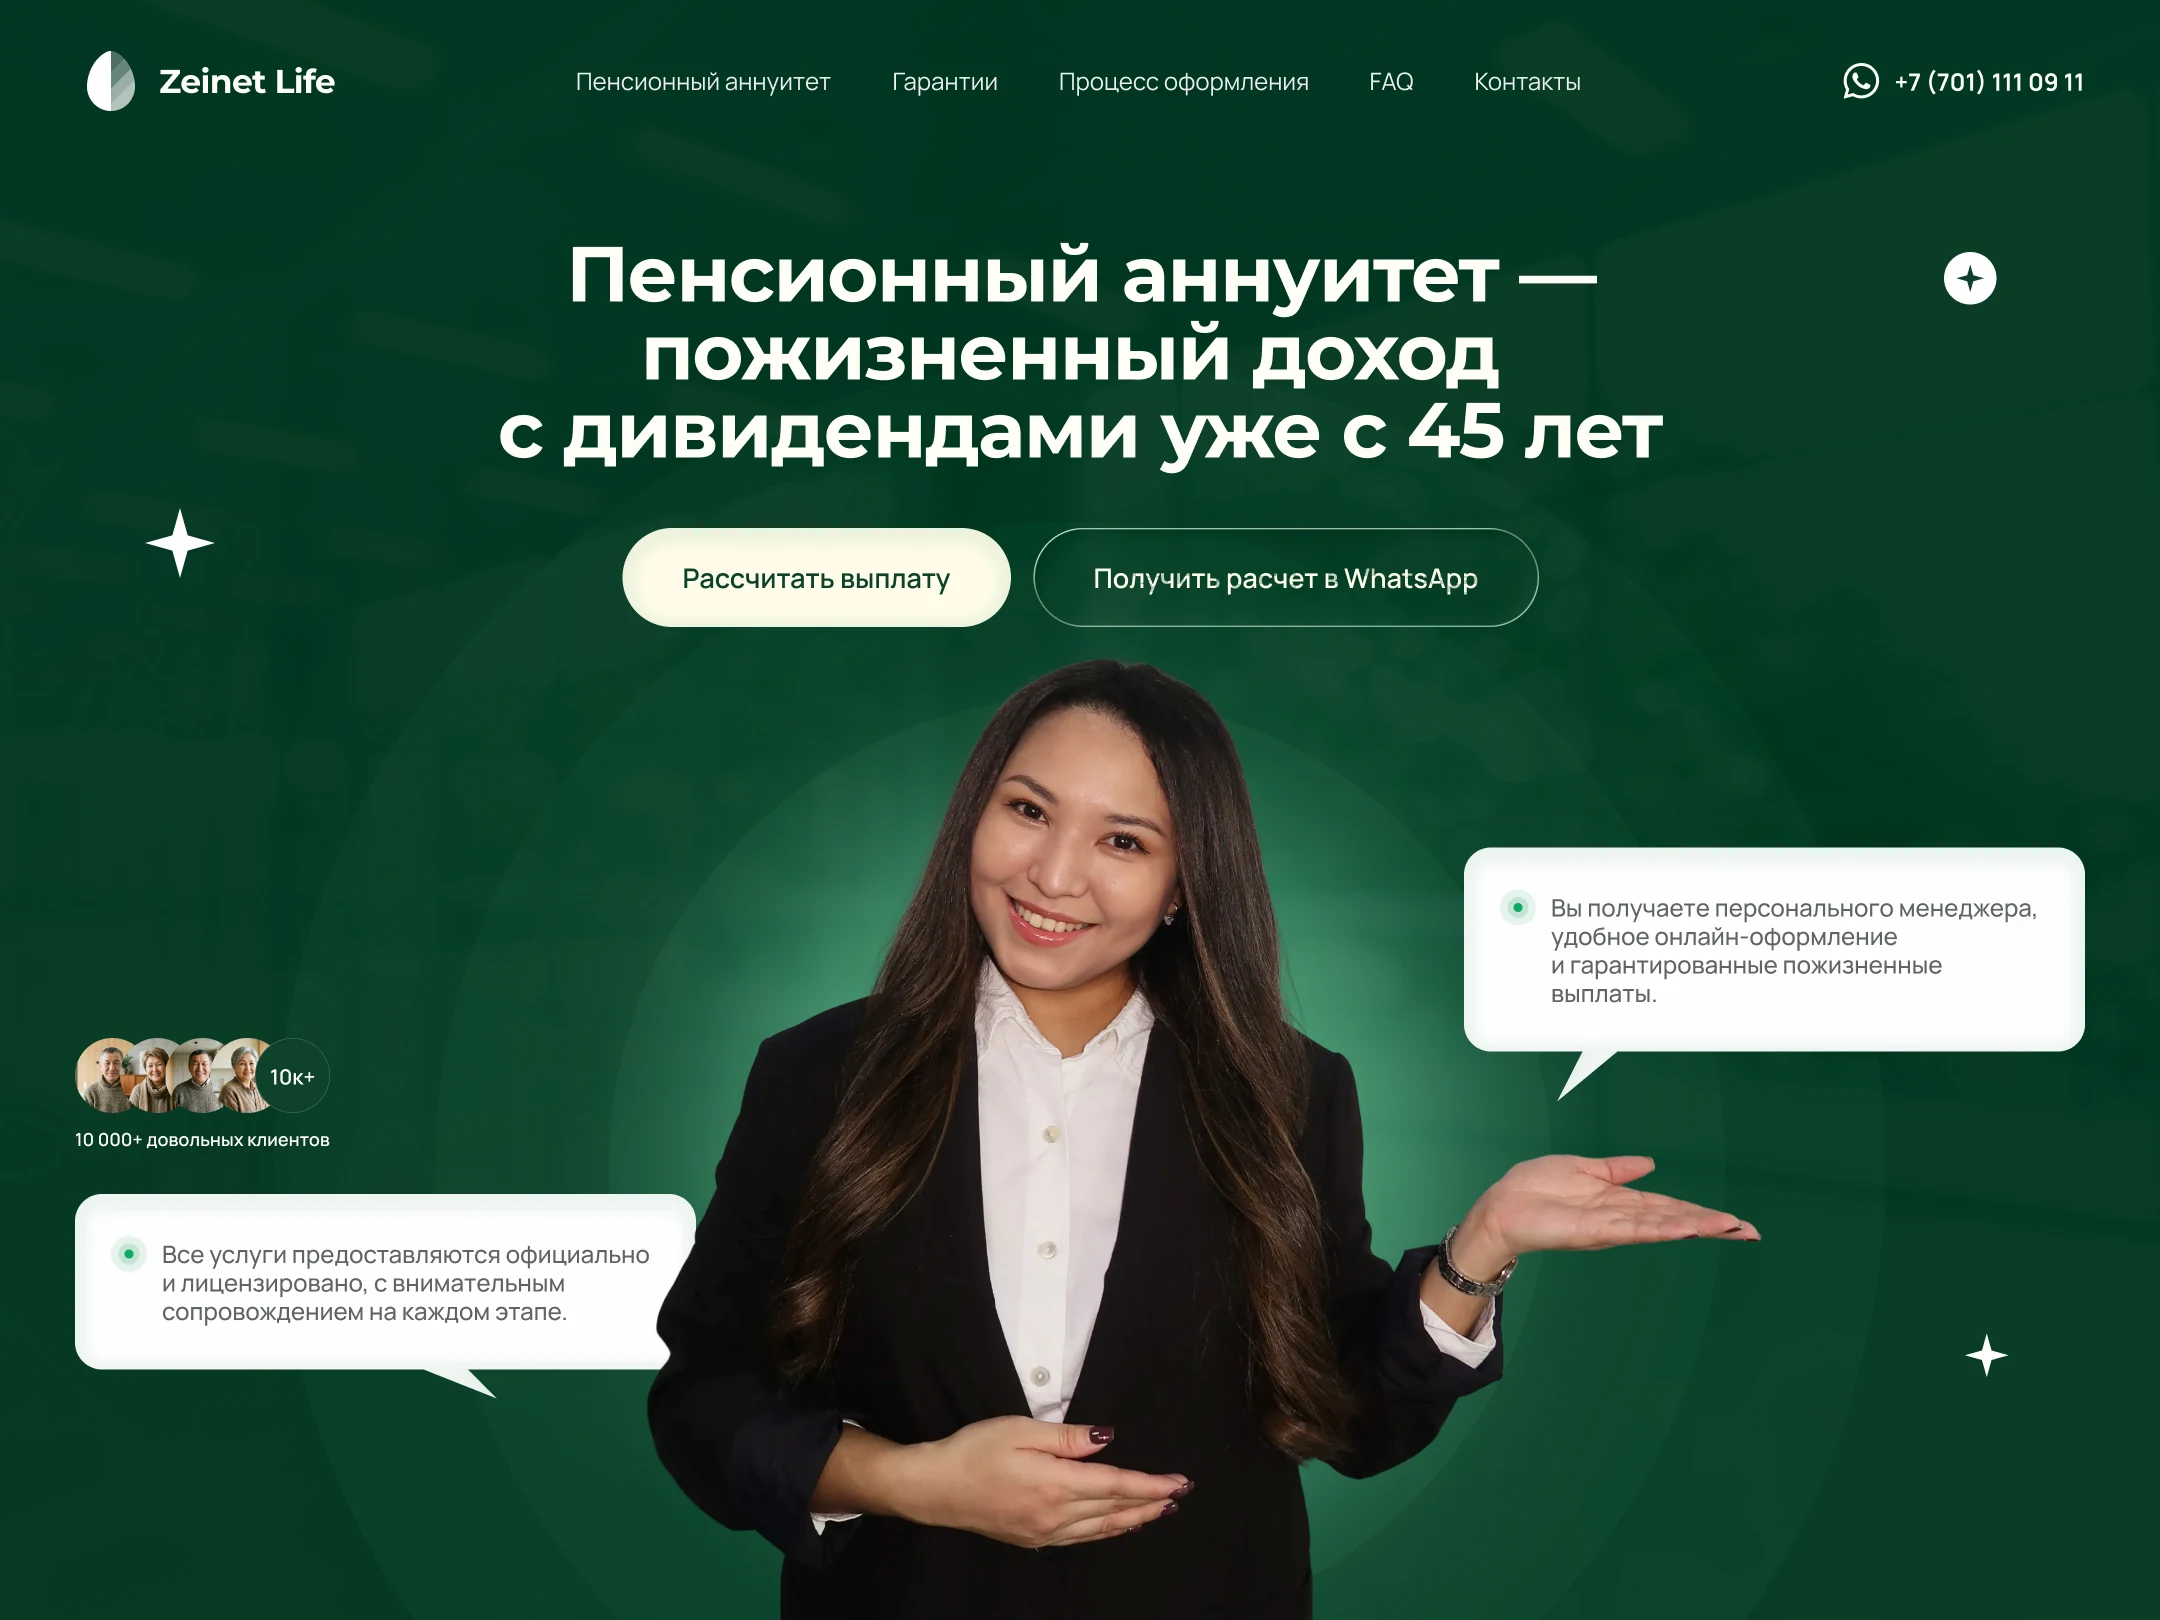 Zeinet Life
Пенсионный аннуитет
Гарантии
Процесс оформления
FAQ
Контакты
+7 (701) 111 09 11
Пенсионный аннуитет —
пожизненный доход
с дивидендами уже с 45 лет
Рассчитать выплату
Получить расчет в WhatsApp
Вы получаете персонального менеджера,
удобное онлайн-оформление
и гарантированные пожизненные
выплаты.
10к+
10 000+ довольных клиентов
Все услуги предоставляются официально
и лицензировано, с внимательным
сопровождением на каждом этапе.